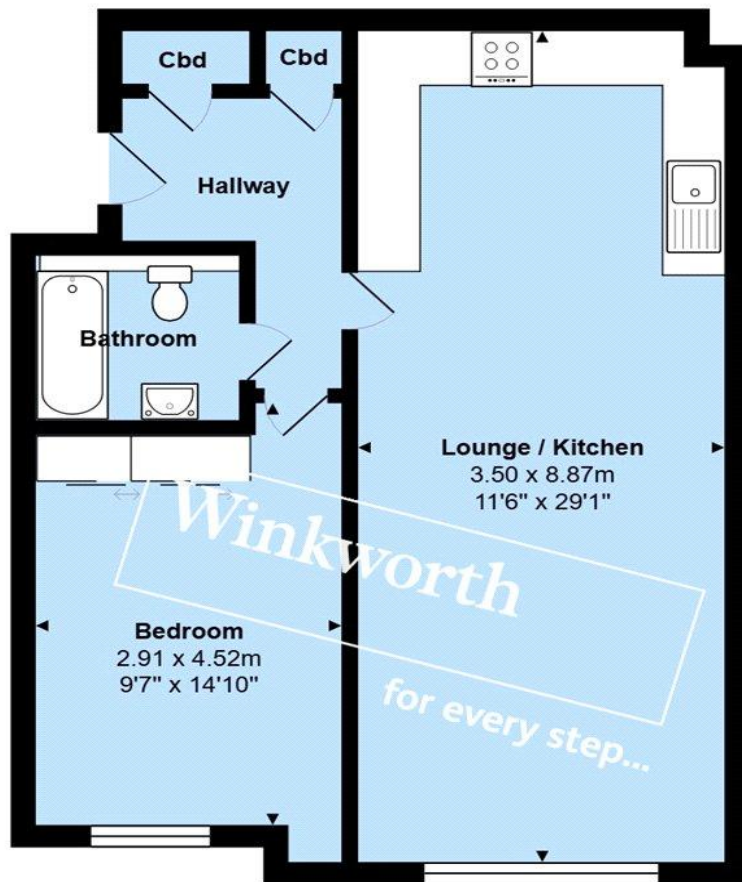 Cbd
Cbd
Hallway
Bathroom
Lounge / Kitchen
3.50 x 8.87m
11'6" x 29'1"
Winkworth
for every step...
Bedroom
2.91 x 4.52m
9'7" x 14'10"